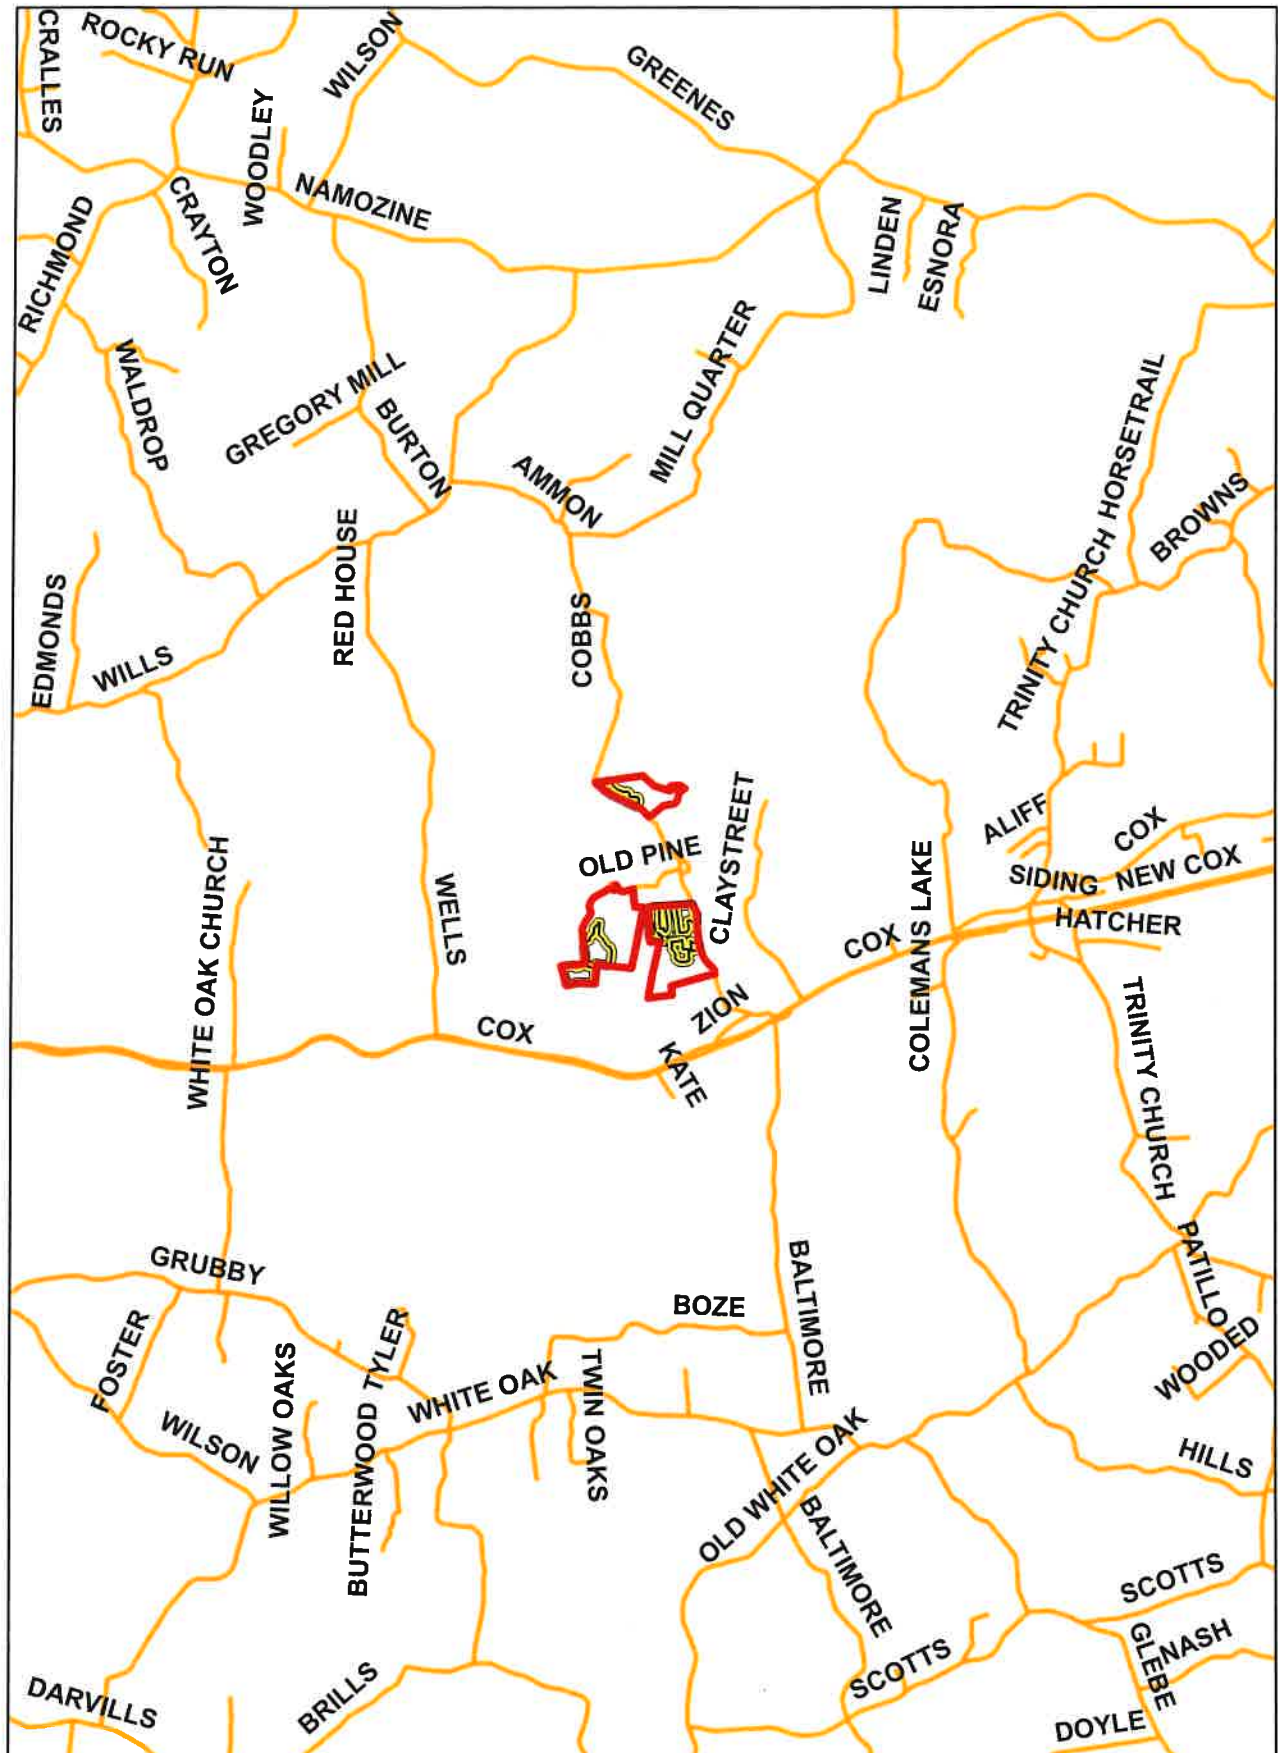 CRALLES
ROCKY RUN
WILSON
GREENES
WOODLEY
NAMOZINE
CRAYTON
RICHMOND
LINDEN
ESNORA
WALDROP
GREGORY MILL
BURTON
MILL QUARTER
AMMON
TRINITY CHURCH HORSETRAIL
BROWNS
RED HOUSE
EDMONDS
WILLS
COBBS
CLAYSTREET
OLD PINE
ALIFF
COX
SIDING
NEW COX
HATCHER
WHITE OAK CHURCH
WELLS
COLEMANS LAKE
COX
ZION
COX
KATE
TRINITY CHURCH
PATILLO
GRUBBY
BALTIMORE
BOZE
FOSTER
WOODED
WILLOW OAKS
TYLER
BUTTERWOOD
WHITE OAK
TWIN OAKS
WILSON
HILLS
OLD WHITE OAK
BALTIMORE
SCOTTS
SCOTTS
GLEBE
NASH
DARVILLS
BRILLS
DOYLE